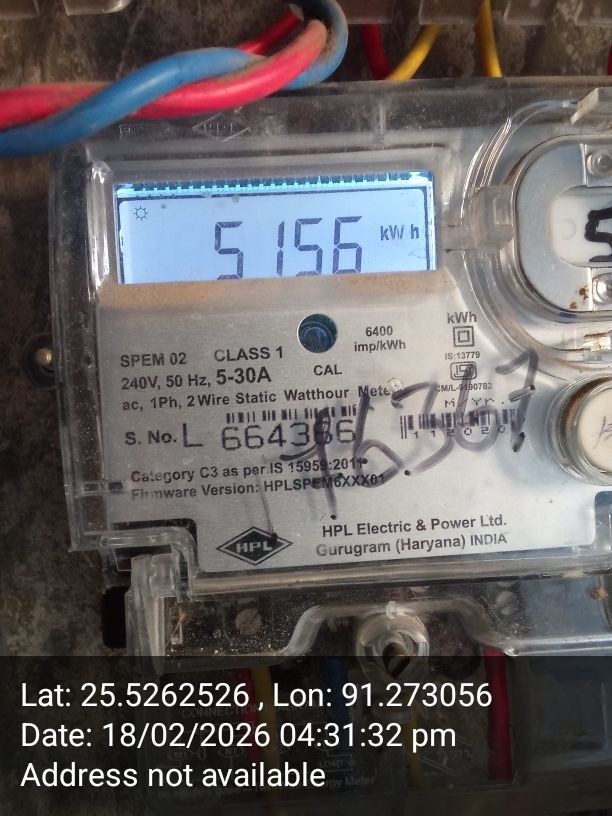 5156 kWh
6400
imp/kWh
kWh
IS:13779
CM/L-9190783
SPEM 02 CLASS 1
CAL
240V, 50 Hz, 5-30A
ac, 1Ph, 2 Wire Static Watthour Meter
S. No. L 664366
76367
Category C3 as per IS 15959:2011
Firmware Version: HPLSPEM6XXX01
HPL
HPL Electric & Power Ltd.
Gurugram (Haryana) INDIA
Lat: 25.5262526 , Lon: 91.273056
Date: 18/02/2026 04:31:32 pm
Address not available